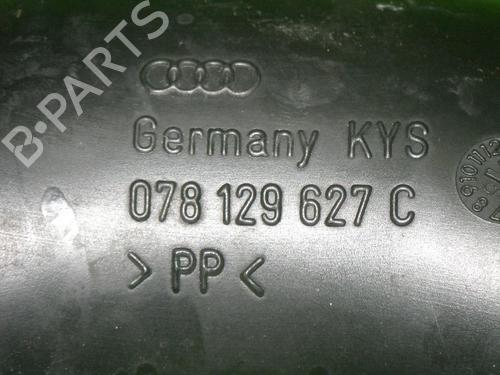 B-PARTS
Germany KYS
078 129 627 C
> PP <